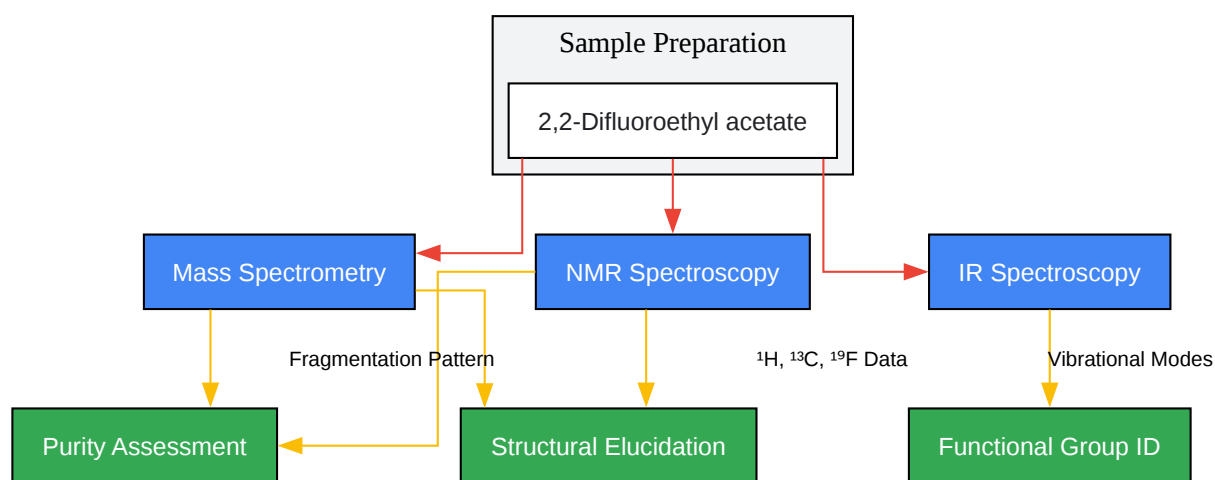 Sample Preparation
2,2-Difluoroethyl acetate
Mass Spectrometry
NMR Spectroscopy
IR Spectroscopy
Fragmentation Pattern
¹H, ¹³C, ¹⁹F Data
Vibrational Modes
Purity Assessment
Structural Elucidation
Functional Group ID